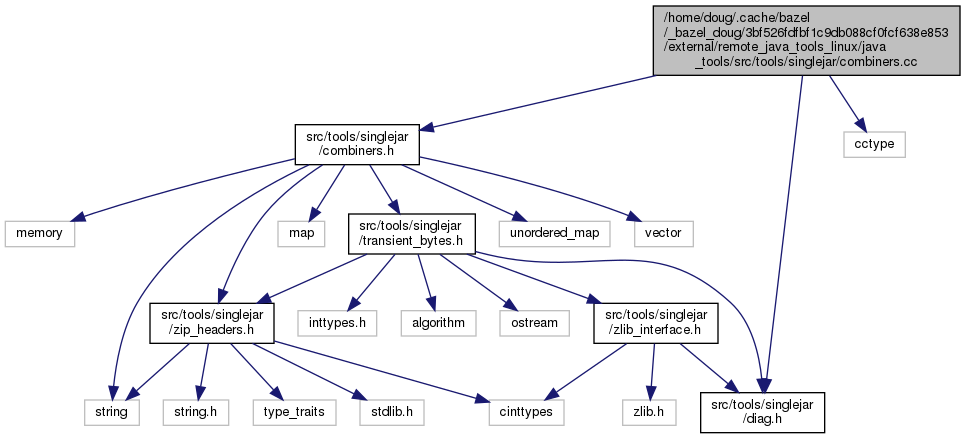 /home/doug/.cache/bazel
/_bazel_doug/3bf526fdfbf1c9db088cf0fcf638e853
/external/remote_java_tools_linux/java
_tools/src/tools/singlejar/combiners.cc
src/tools/singlejar
/combiners.h
cctype
memory
map
src/tools/singlejar
/transient_bytes.h
unordered_map
vector
src/tools/singlejar
/zip_headers.h
inttypes.h
algorithm
ostream
src/tools/singlejar
/zlib_interface.h
string
string.h
type_traits
stdlib.h
cinttypes
zlib.h
src/tools/singlejar
/diag.h